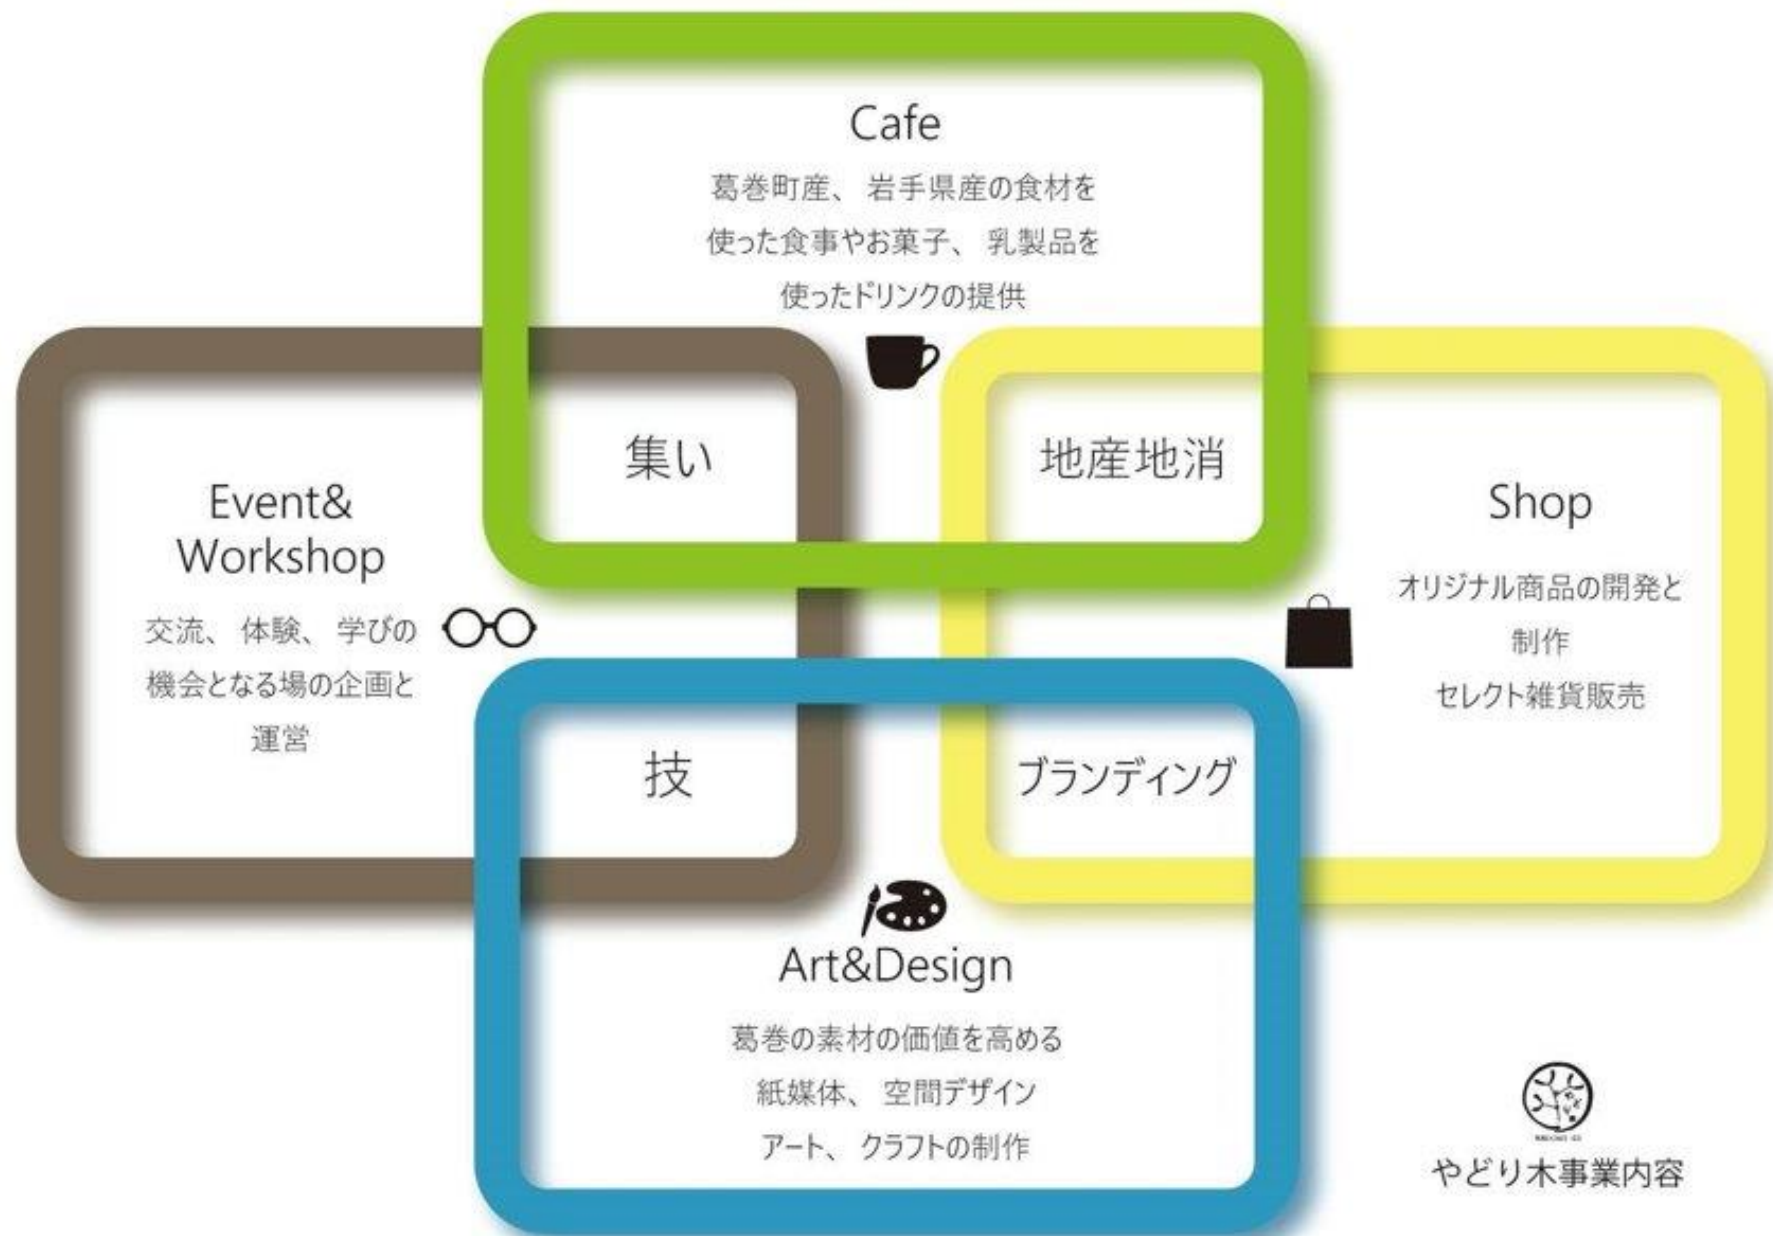 Cafe
葛巻町産、岩手県産の食材を
使った食事やお菓子、乳製品を
使ったドリンクの提供
集い
地産地消
Event&
Workshop
交流、体験、学びの
機会となる場の企画と
運営
Shop
オリジナル商品の開発と
制作
セレクト雑貨販売
技
ブランディング
Art&Design
葛巻の素材の価値を高める
紙媒体、空間デザイン
アート、クラフトの制作
やどり木事業内容